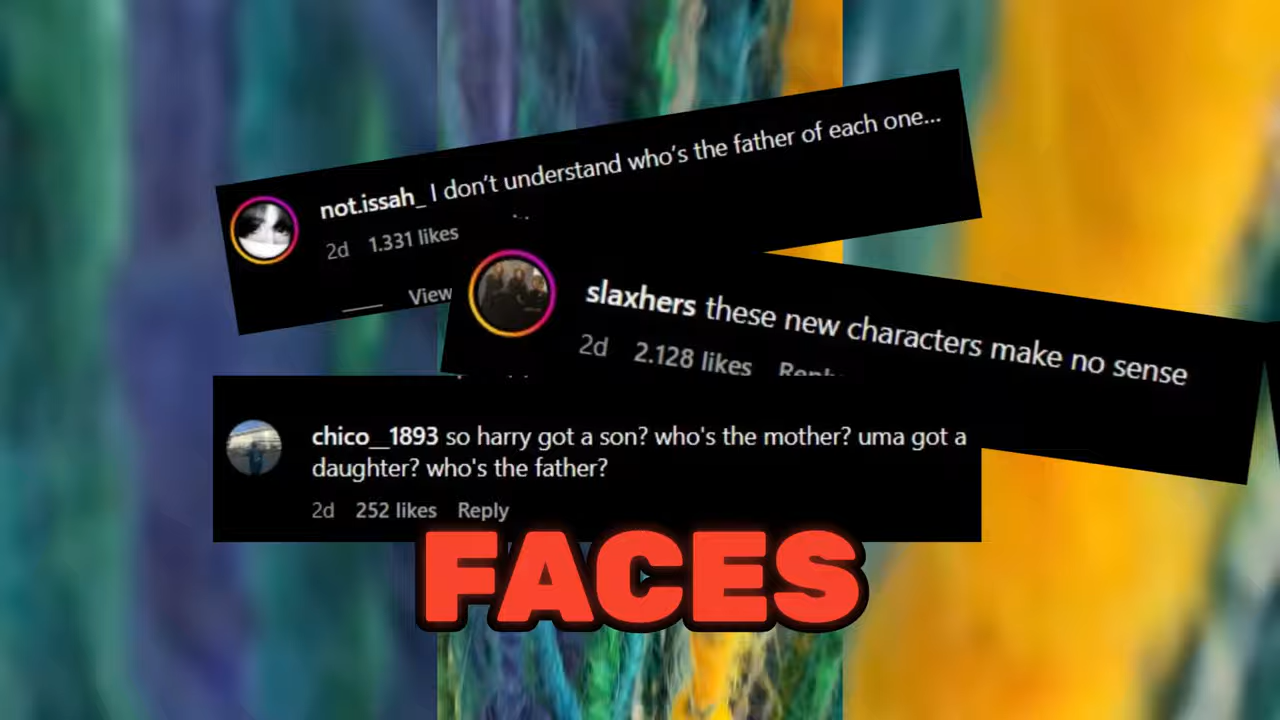 not.issah_ I don't understand who's the father of each one...
2d 1.331 likes
View
slaxhers these new characters make no sense
2d 2.128 likes Reply
chico__1893 so harry got a son? who's the mother? uma got a
daughter? who's the father?
2d 252 likes Reply
FACES